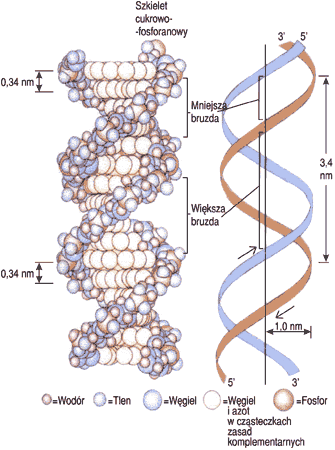 Szkielet
cukrowo-
-fosforanowy
3' 5'
0,34 nm
Mniejsza
bruzda
3,4
nm
Większa
bruzda
0,34 nm
1.0 nm
5' 3'
=Wodór =Tlen =Węgiel =Węgiel =Fosfor
i azot
w cząsteczkach
zasad
komplementarnych